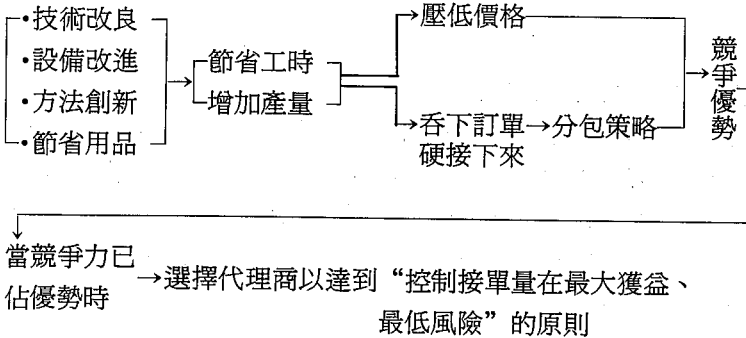 •技術改良
•設備改進
•方法創新
•節省用品
節省工時
增加產量
壓低價格
吞下訂單
硬接下來
分包策略
競爭優勢
當競爭力已
佔優勢時
選擇代理商以達到“控制接單量在最大獲益、
最低風險”的原則